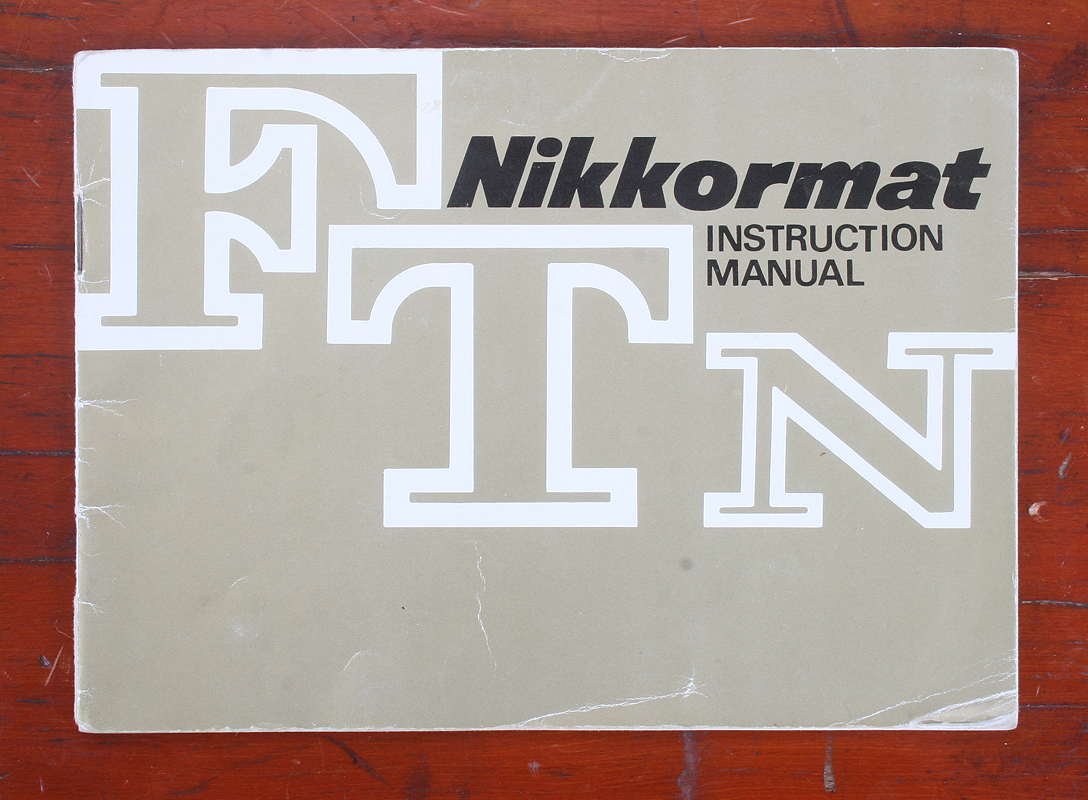 FTN
Nikkormat
INSTRUCTION
MANUAL